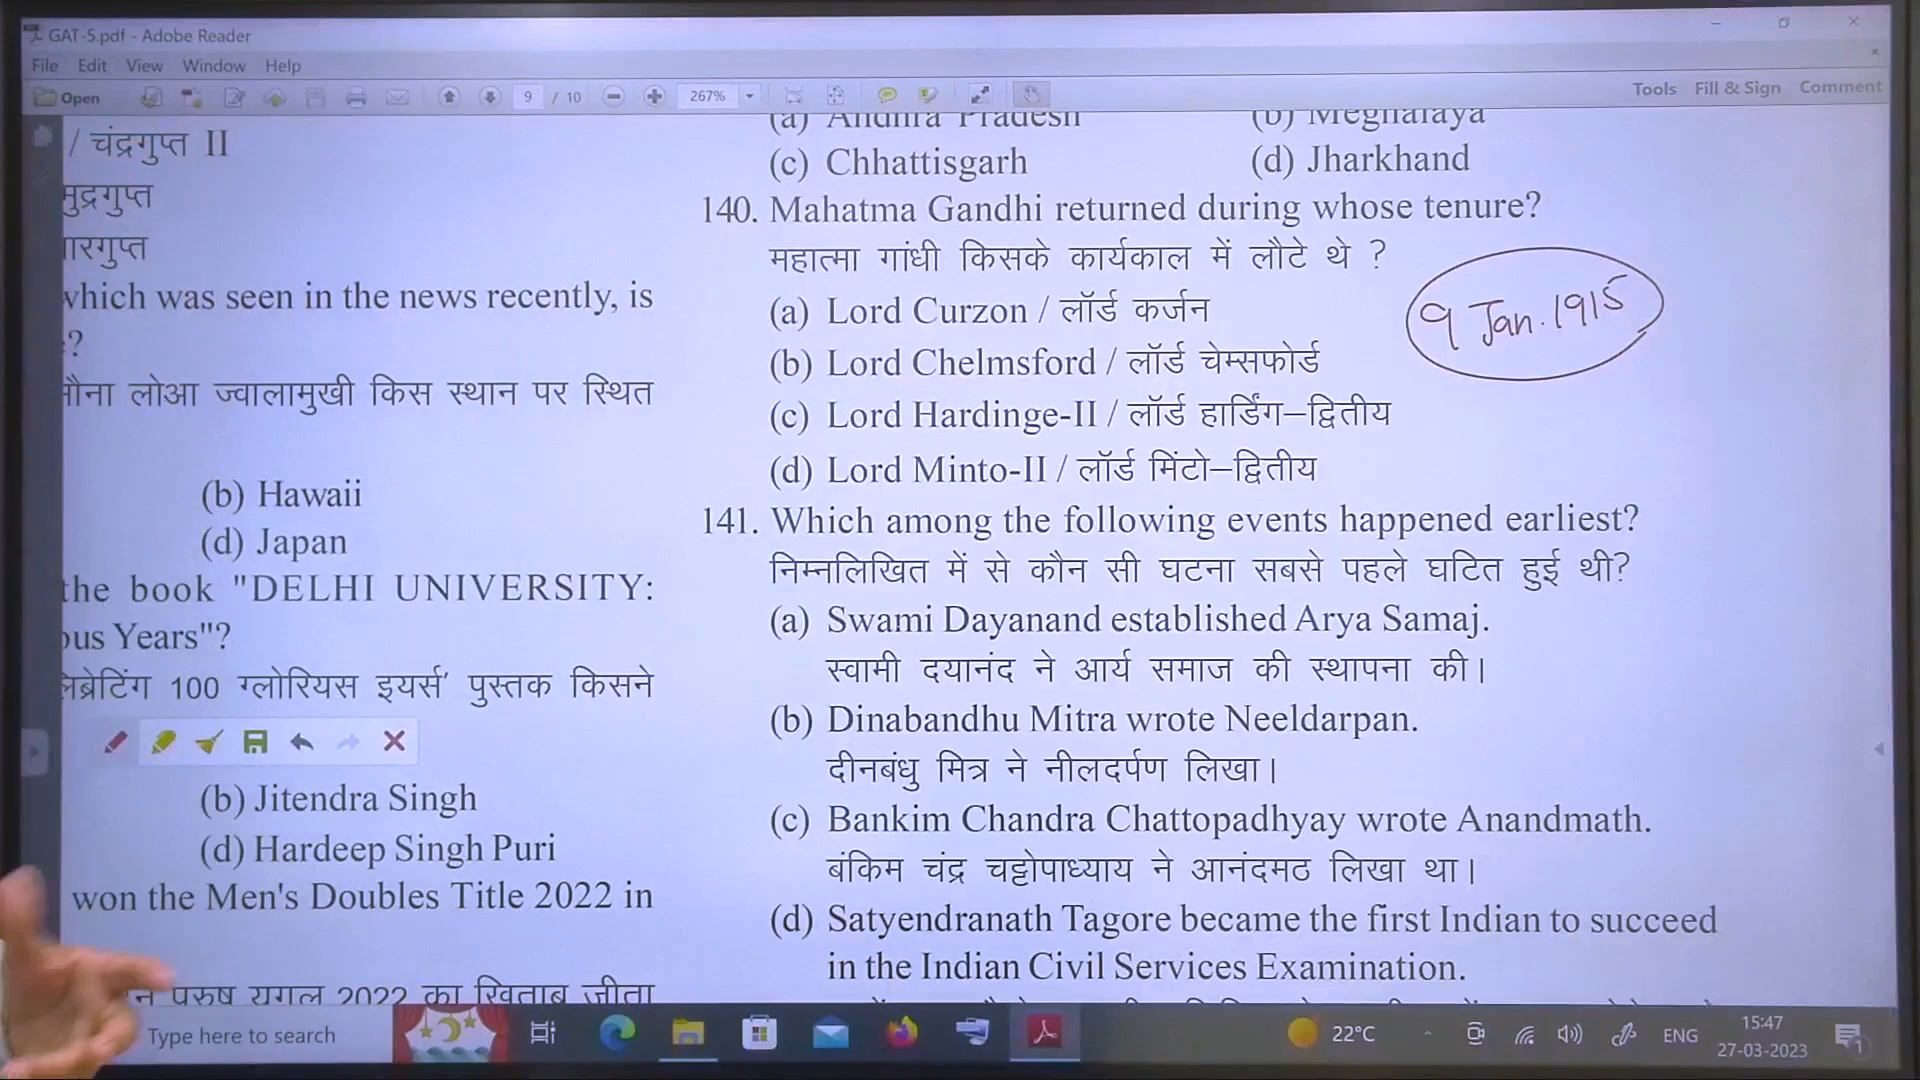 GAT-5.pdf - Adobe Reader
File Edit View Window Help
Open 9 / 10 267% Tools Fill & Sign Comment
/ चंद्रगुप्त II
मुद्रगुप्त
ारगुप्त
which was seen in the news recently, is
?
ौना लोआ ज्वालामुखी किस स्थान पर स्थित
(b) Hawaii
(d) Japan
the book "DELHI UNIVERSITY:
ous Years"?
लेब्रेटिंग 100 ग्लोरियस इयर्स' पुस्तक किसने
(b) Jitendra Singh
(d) Hardeep Singh Puri
won the Men's Doubles Title 2022 in
न पुरुष युगल 2022 का खिताब जीता
(a) Andhra Pradesh (b) Meghalaya
(c) Chhattisgarh (d) Jharkhand
140. Mahatma Gandhi returned during whose tenure?
महात्मा गांधी किसके कार्यकाल में लौटे थे ?
(a) Lord Curzon / लॉर्ड कर्जन
(b) Lord Chelmsford / लॉर्ड चेम्सफोर्ड
(c) Lord Hardinge-II / लॉर्ड हार्डिंग–द्वितीय
(d) Lord Minto-II / लॉर्ड मिंटो–द्वितीय
9 Jan. 1915
141. Which among the following events happened earliest?
निम्नलिखित में से कौन सी घटना सबसे पहले घटित हुई थी?
(a) Swami Dayanand established Arya Samaj.
स्वामी दयानंद ने आर्य समाज की स्थापना की।
(b) Dinabandhu Mitra wrote Neeldarpan.
दीनबंधु मित्र ने नीलदर्पण लिखा।
(c) Bankim Chandra Chattopadhyay wrote Anandmath.
बंकिम चंद्र चट्टोपाध्याय ने आनंदमठ लिखा था।
(d) Satyendranath Tagore became the first Indian to succeed
in the Indian Civil Services Examination.
Type here to search 22°C ENG 15:47
27-03-2023
1